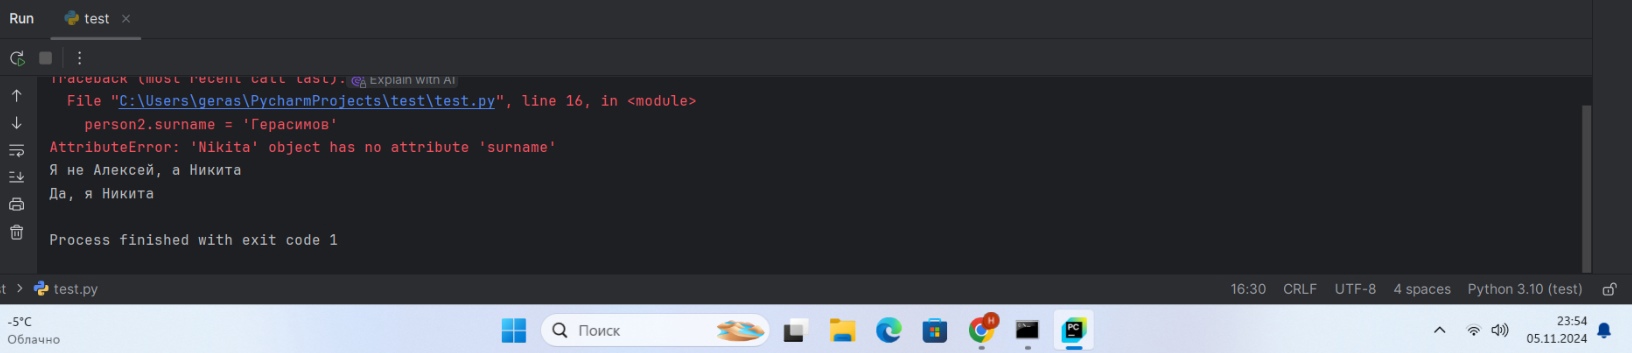 Run
test
Traceback (most recent call last):
Explain with AI
File "C:\Users\geras\PycharmProjects\test\test.py", line 16, in <module>
person2.surname = 'Герасимов'
AttributeError: 'Nikita' object has no attribute 'surname'
Я не Алексей, а Никита
Да, я Никита
Process finished with exit code 1
st > test.py
16:30 CRLF UTF-8 4 spaces Python 3.10 (test)
-5°C
Облачно
Поиск
H
PC
23:54
05.11.2024